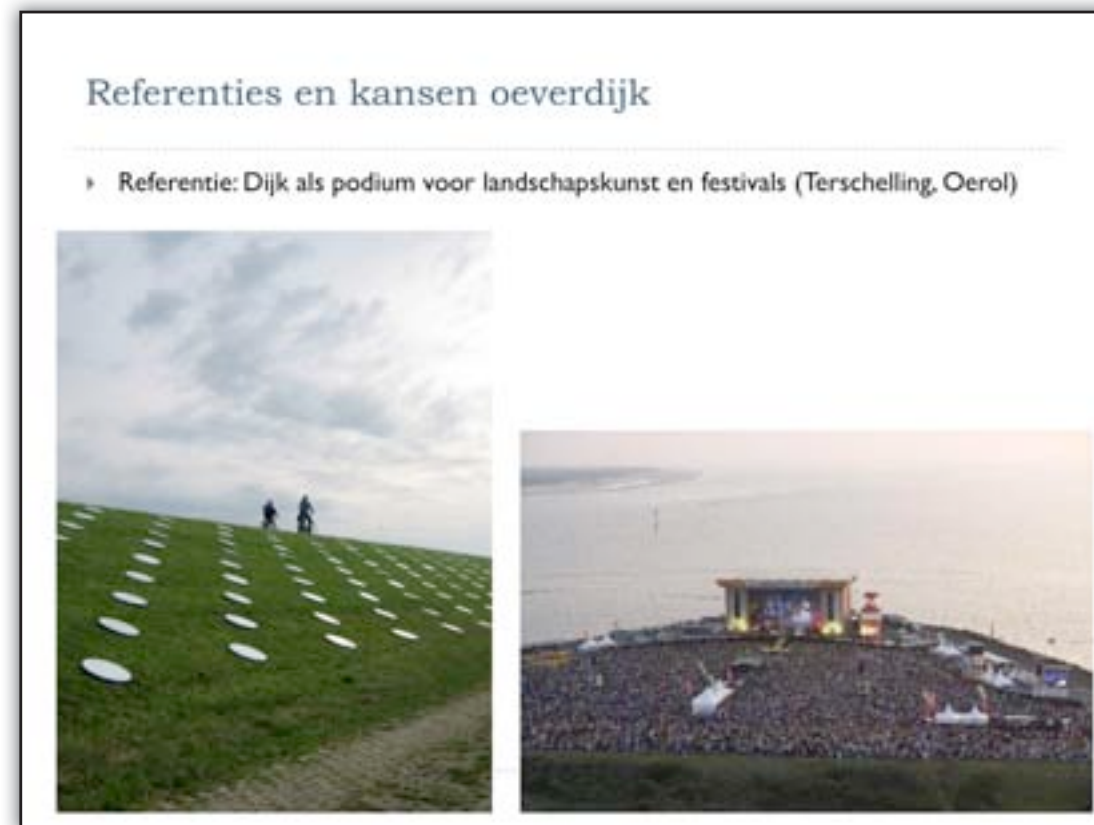 Referenties en kansen oeverdijk
Referentie: Dijk als podium voor landschapskunst en festivals (Terschelling, Oerol)